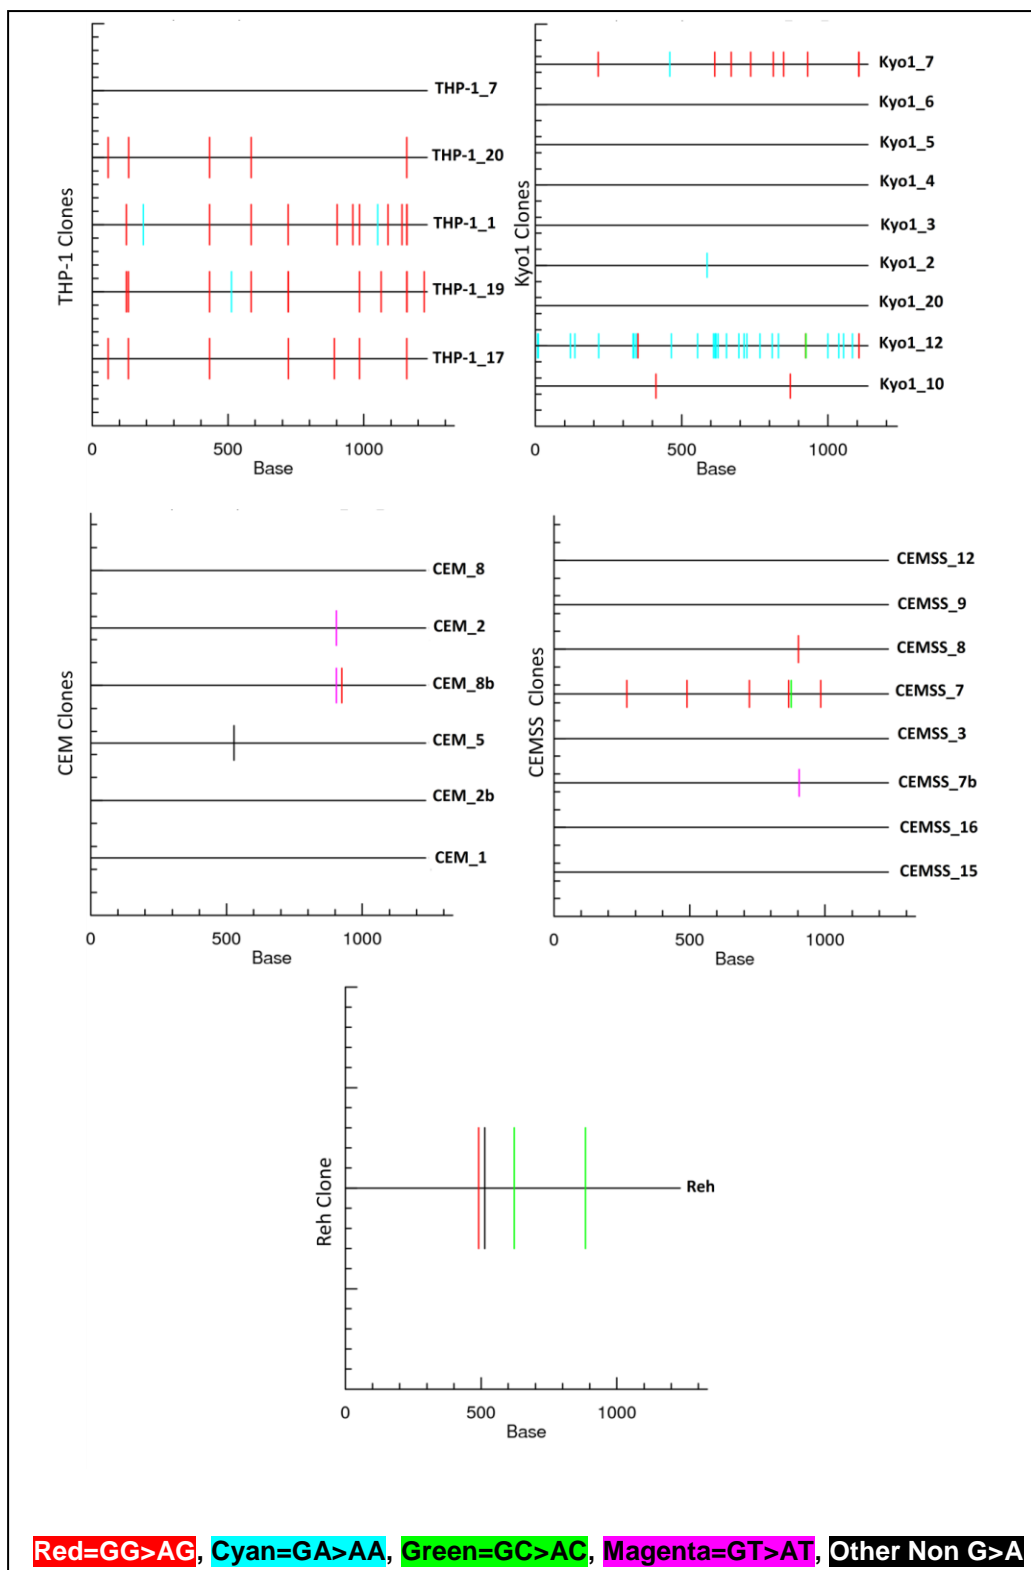 THP-1 Clones
THP-1_7
THP-1_20
THP-1_1
THP-1_19
THP-1_17
0 500 1000
Base
Kyo1 Clones
Kyo1_7
Kyo1_6
Kyo1_5
Kyo1_4
Kyo1_3
Kyo1_2
Kyo1_20
Kyo1_12
Kyo1_10
0 500 1000
Base
CEM Clones
CEM_8
CEM_2
CEM_8b
CEM_5
CEM_2b
CEM_1
0 500 1000
Base
CEMSS Clones
CEMSS_12
CEMSS_9
CEMSS_8
CEMSS_7
CEMSS_3
CEMSS_7b
CEMSS_16
CEMSS_15
0 500 1000
Base
Reh Clone
Reh
0 500 1000
Base
Red=GG>AG, Cyan=GA>AA, Green=GC>AC, Magenta=GT>AT, Other Non G>A